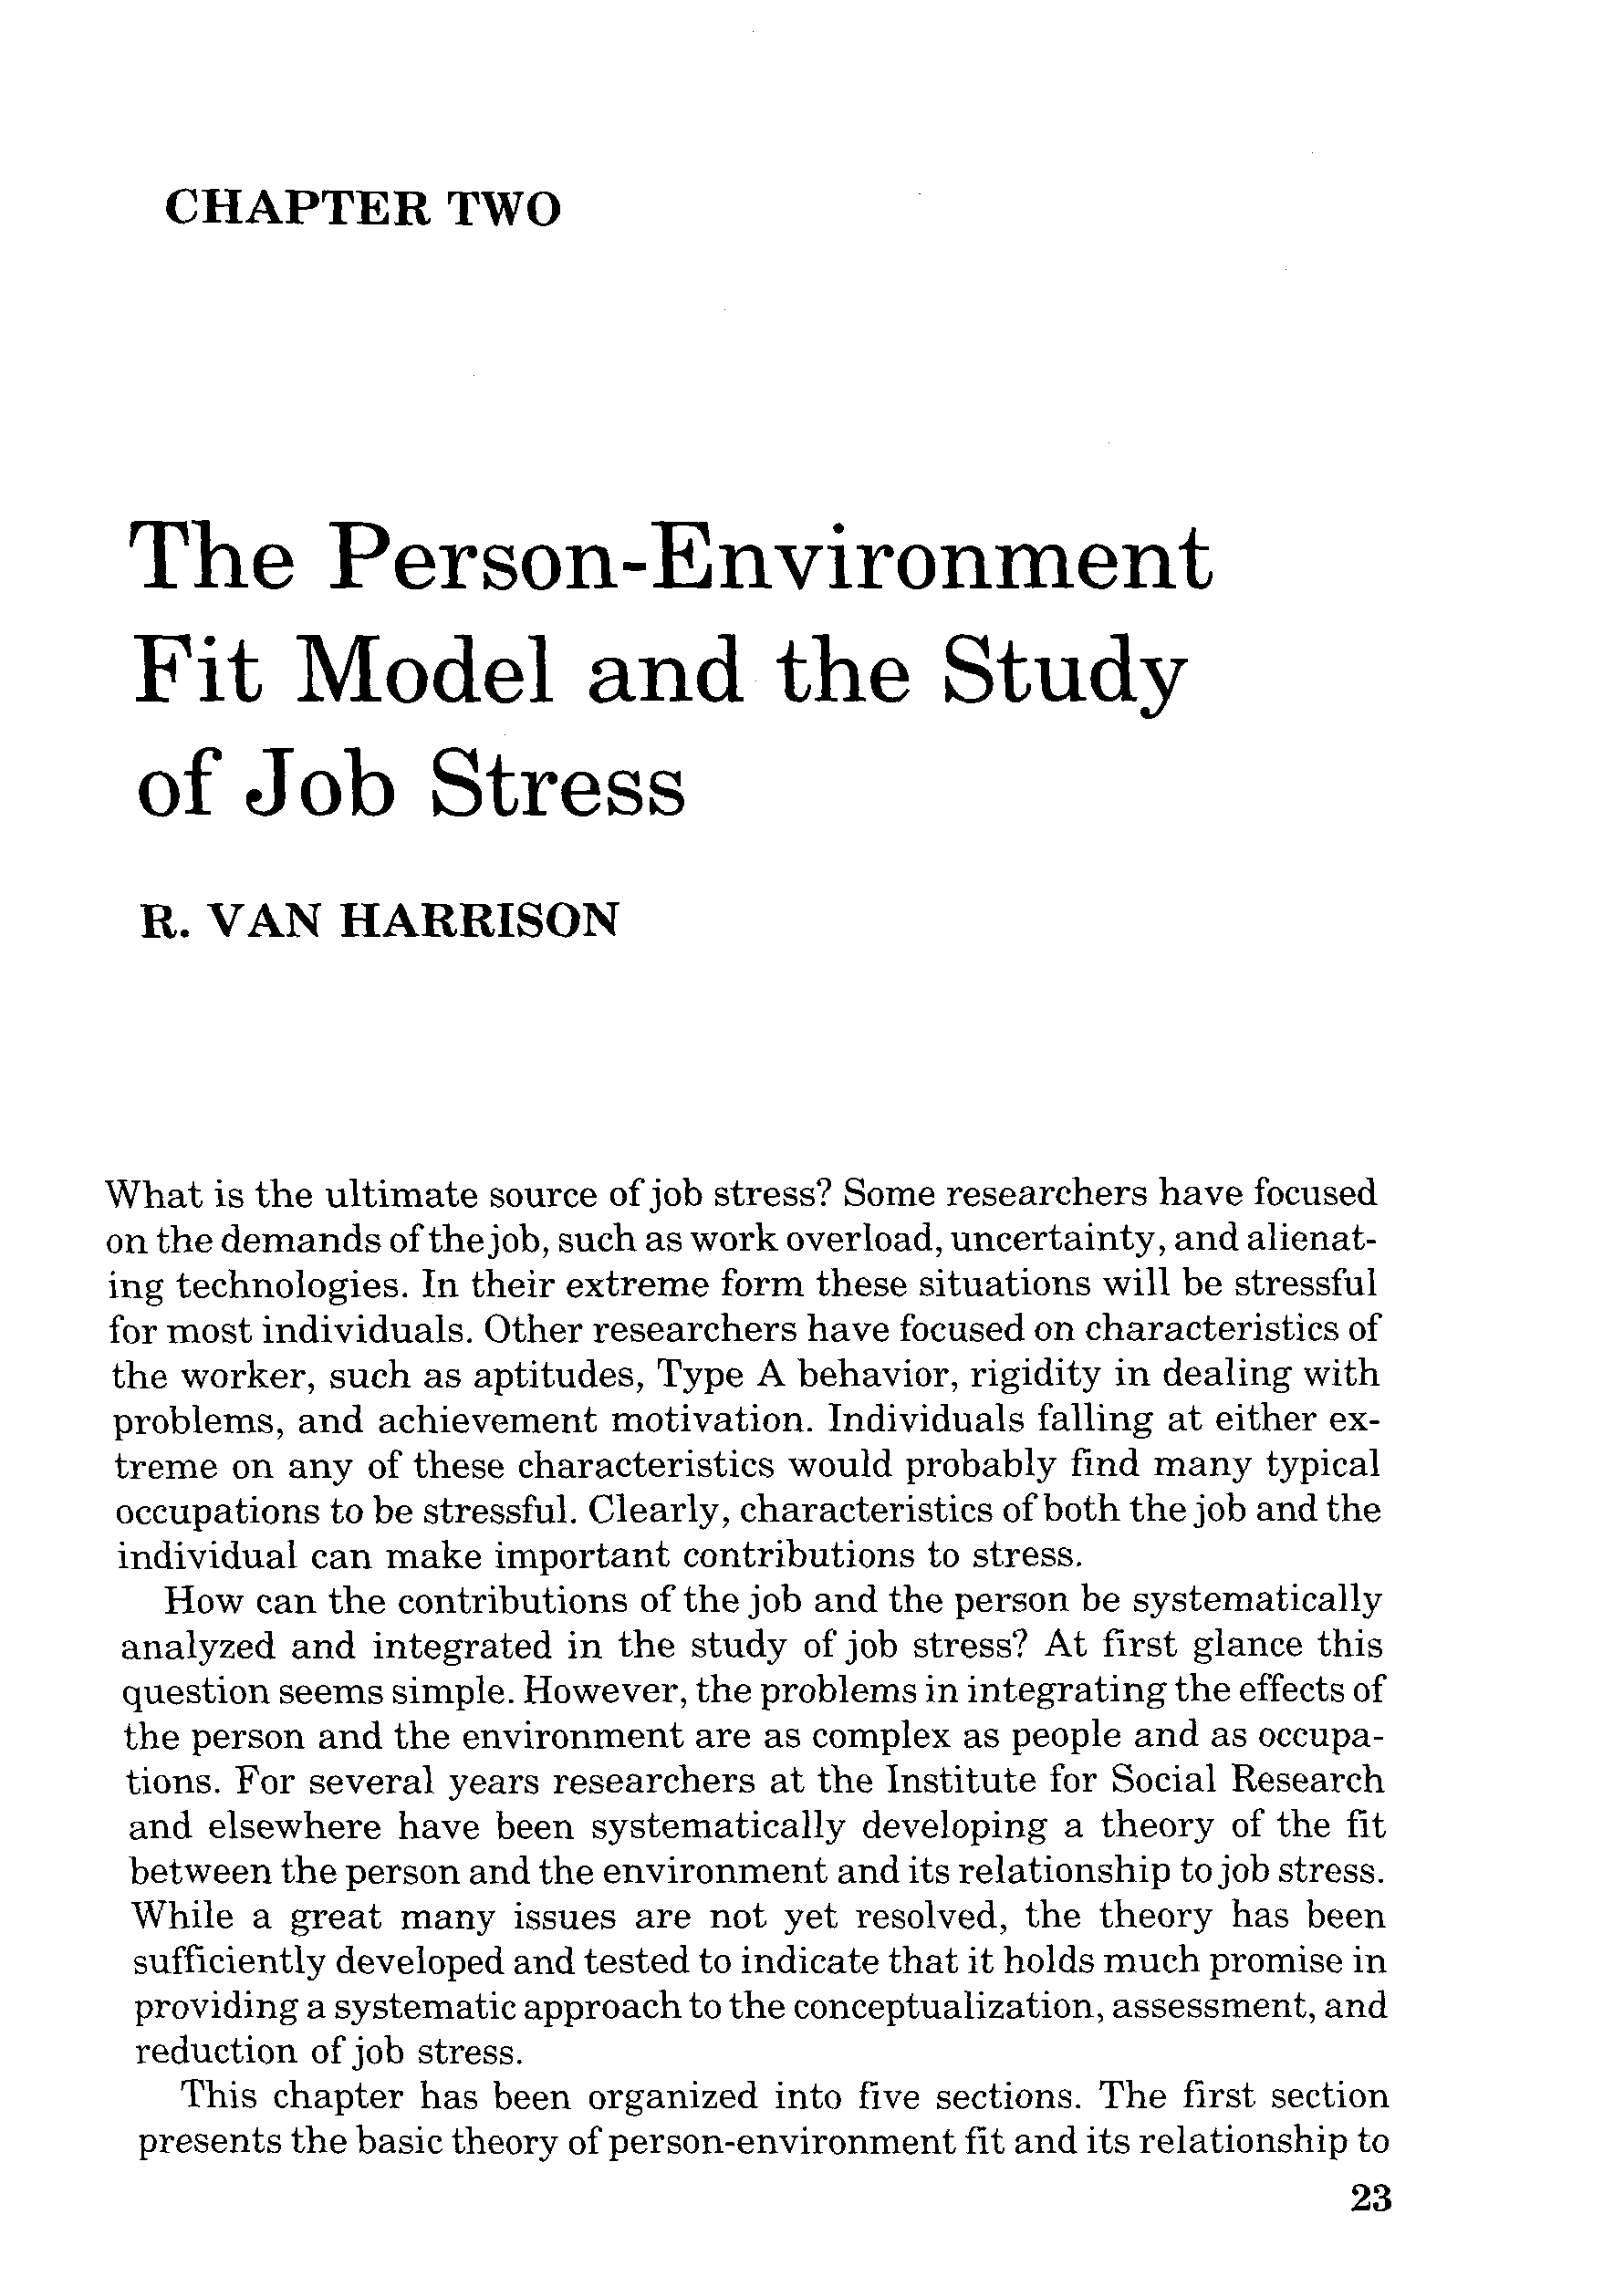 CHAPTER TWO
The Person-Environment
Fit Model and the Study
of Job Stress
R. VAN HARRISON
What is the ultimate source of job stress? Some researchers have focused
on the demands of the job, such as work overload, uncertainty, and alienat-
ing technologies. In their extreme form these situations will be stressful
for most individuals. Other researchers have focused on characteristics of
the worker, such as aptitudes, Type A behavior, rigidity in dealing with
problems, and achievement motivation. Individuals falling at either ex-
treme on any of these characteristics would probably find many typical
occupations to be stressful. Clearly, characteristics of both the job and the
individual can make important contributions to stress.
How can the contributions of the job and the person be systematically
analyzed and integrated in the study of job stress? At first glance this
question seems simple. However, the problems in integrating the effects of
the person and the environment are as complex as people and as occupa-
tions. For several years researchers at the Institute for Social Research
and elsewhere have been systematically developing a theory of the fit
between the person and the environment and its relationship to job stress.
While a great many issues are not yet resolved, the theory has been
sufficiently developed and tested to indicate that it holds much promise in
providing a systematic approach to the conceptualization, assessment, and
reduction of job stress.
This chapter has been organized into five sections. The first section
presents the basic theory of person-environment fit and its relationship to
23